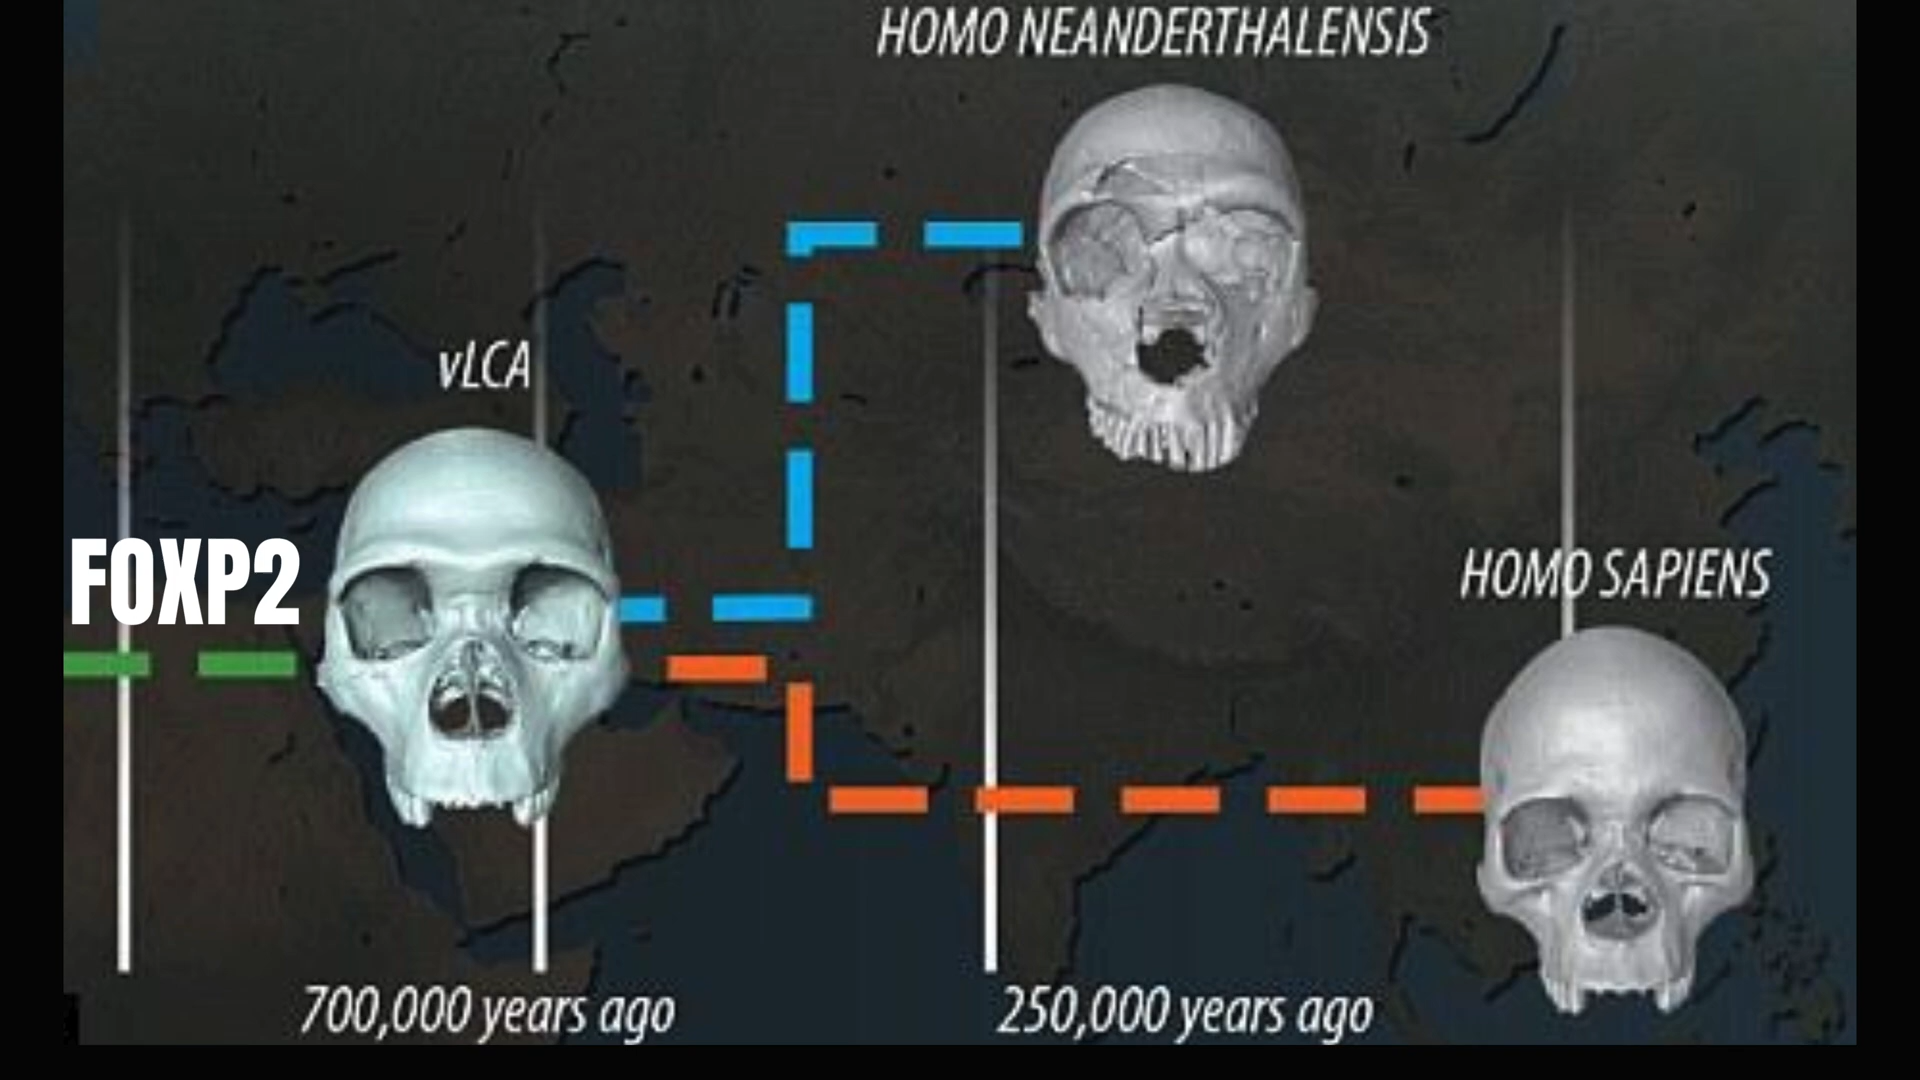 HOMO NEANDERTHALENSIS
vLCA
FOXP2
HOMO SAPIENS
700,000 years ago
250,000 years ago